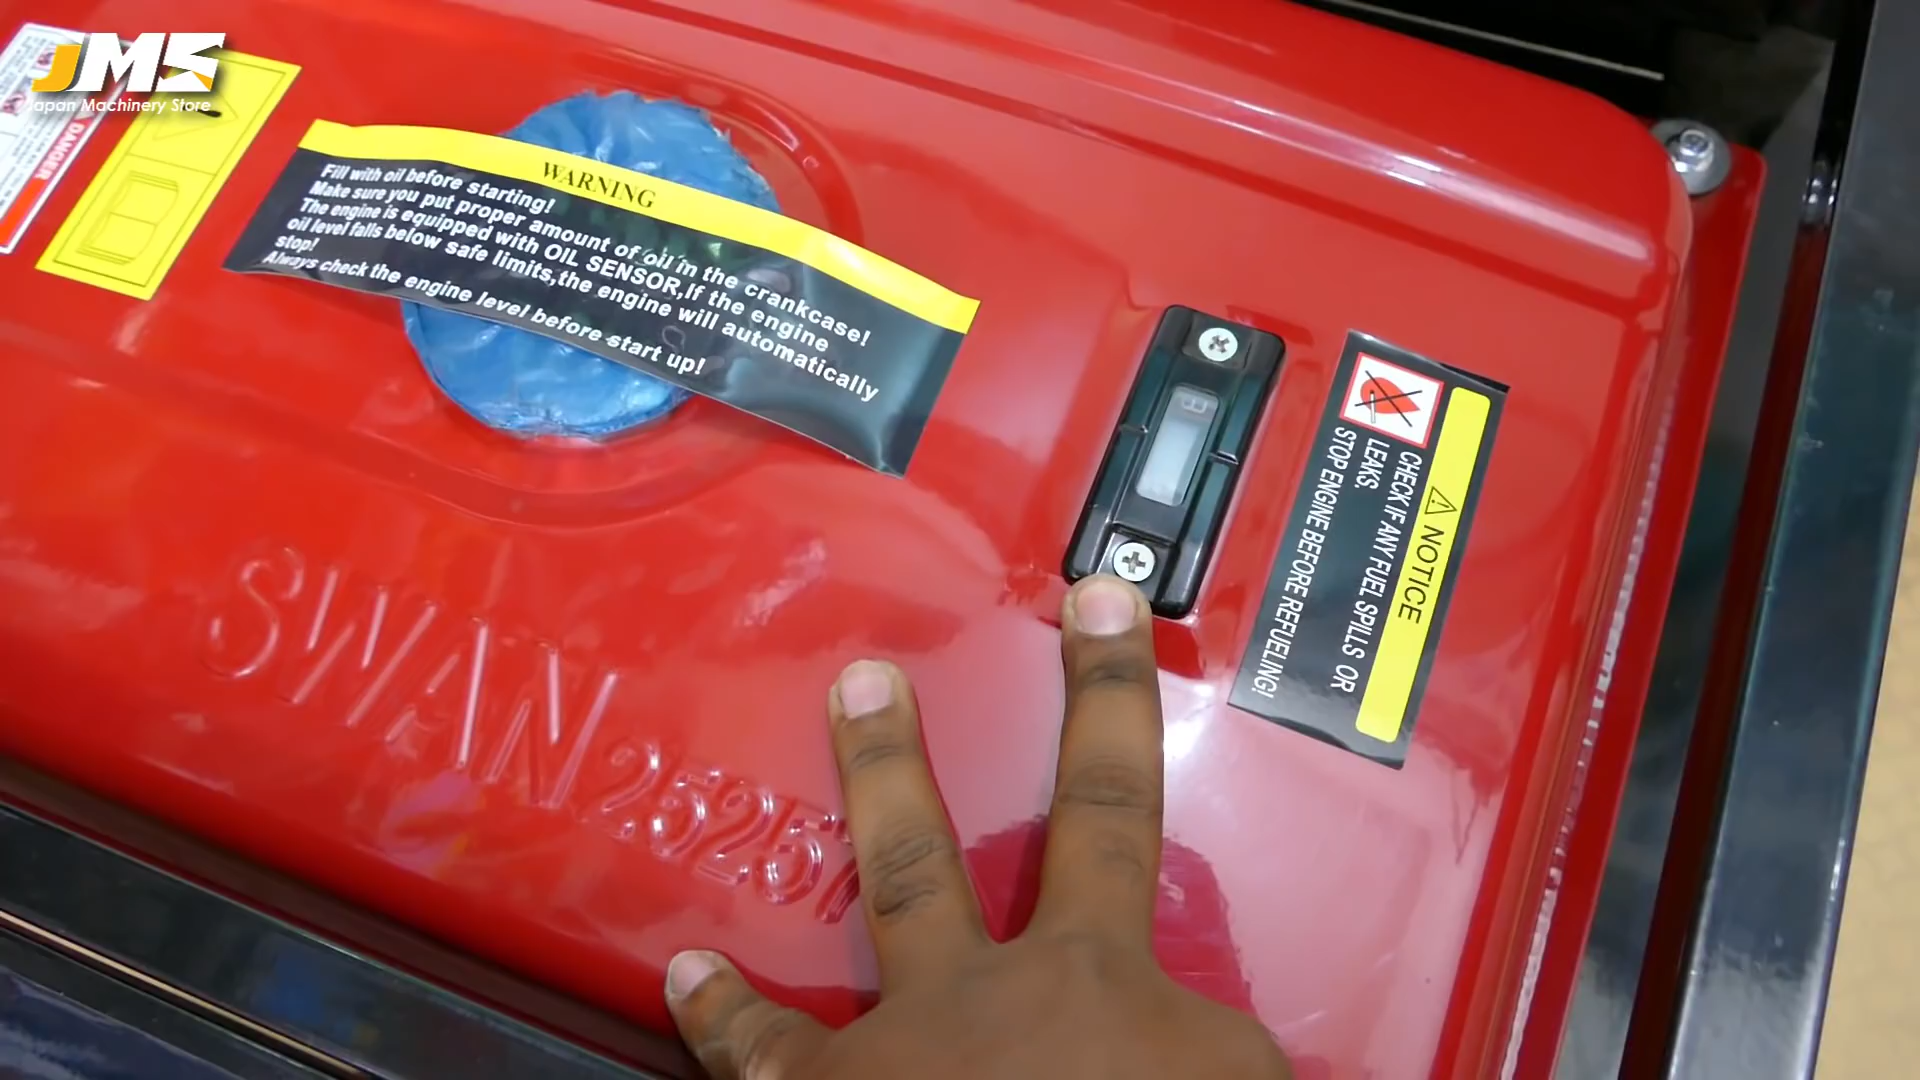 JMS
Japan Machinery Store
DANGER
WARNING
Fill with oil before starting!
Make sure you put proper amount of oil in the crankcase!
The engine is equipped with OIL SENSOR,If the engine
oil level falls below safe limits,the engine will automatically
stop!
Always check the engine level before start up!
E
NOTICE
CHECK IF ANY FUEL SPILLS OR
LEAKS.
STOP ENGINE BEFORE REFUELING!
SWAN25257